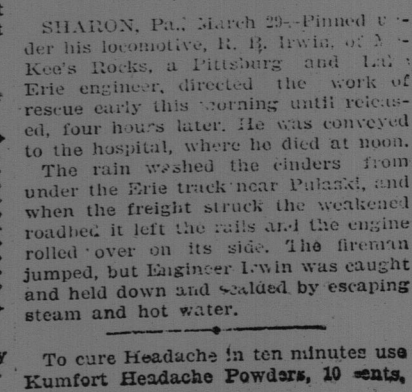 SHARON, Pa., March 29.—Pinned un-
der his locomotive, R. B. Irwin, of Mc-
Kee's Rocks, a Pittsburg and Lake
Erie engineer, directed the work of
rescue early this morning until releas-
ed, four hours later. He was conveyed
to the hospital, where he died at noon.
The rain washed the cinders from
under the Erie track near Pulaski, and
when the freight struck the weakened
roadbed it left the rails and the engine
rolled over on its side. The fireman
jumped, but Engineer Irwin was caught
and held down and scalded by escaping
steam and hot water.
To cure Headache in ten minutes use
Kumfort Headache Powders, 10 cents.